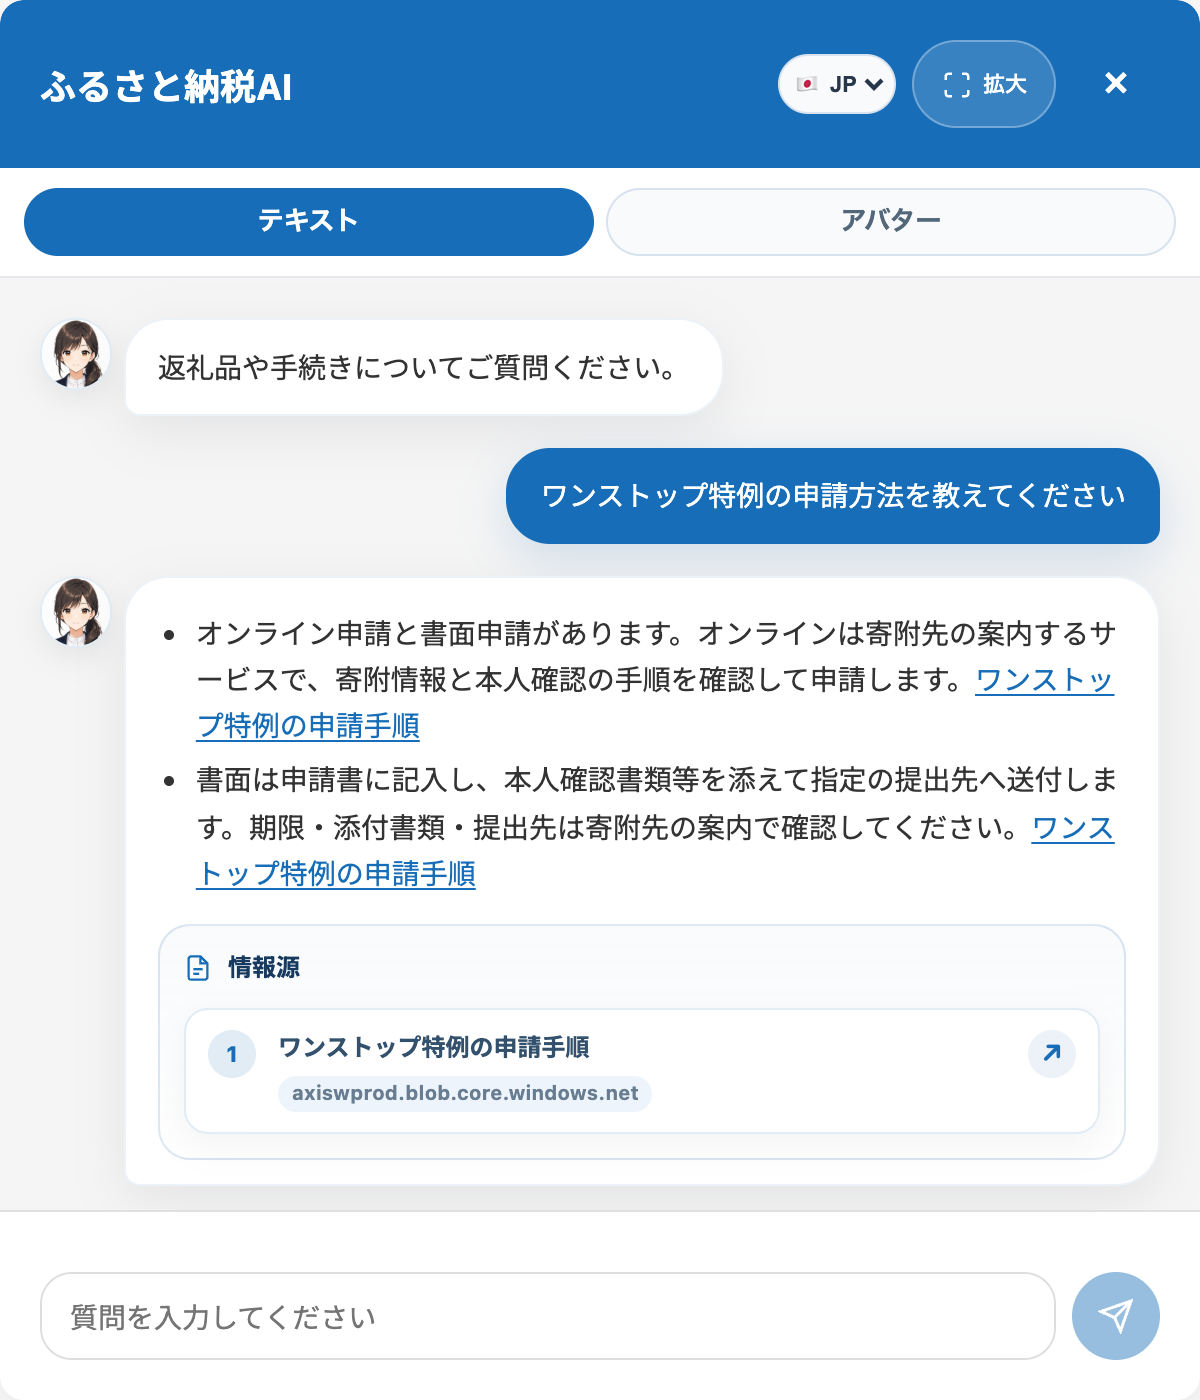 ふるさと納税AI
JP
拡大
テキスト
アバター
返礼品や手続きについてご質問ください。
ワンストップ特例の申請方法を教えてください
オンライン申請と書面申請があります。オンラインは寄附先の案内するサ
ービスで、寄附情報と本人確認の手順を確認して申請します。ワンストッ
プ特例の申請手順
書面は申請書に記入し、本人確認書類等を添えて指定の提出先へ送付しま
す。期限・添付書類・提出先は寄附先の案内で確認してください。ワンス
トップ特例の申請手順
情報源
1
ワンストップ特例の申請手順
axiswprod.blob.core.windows.net
質問を入力してください